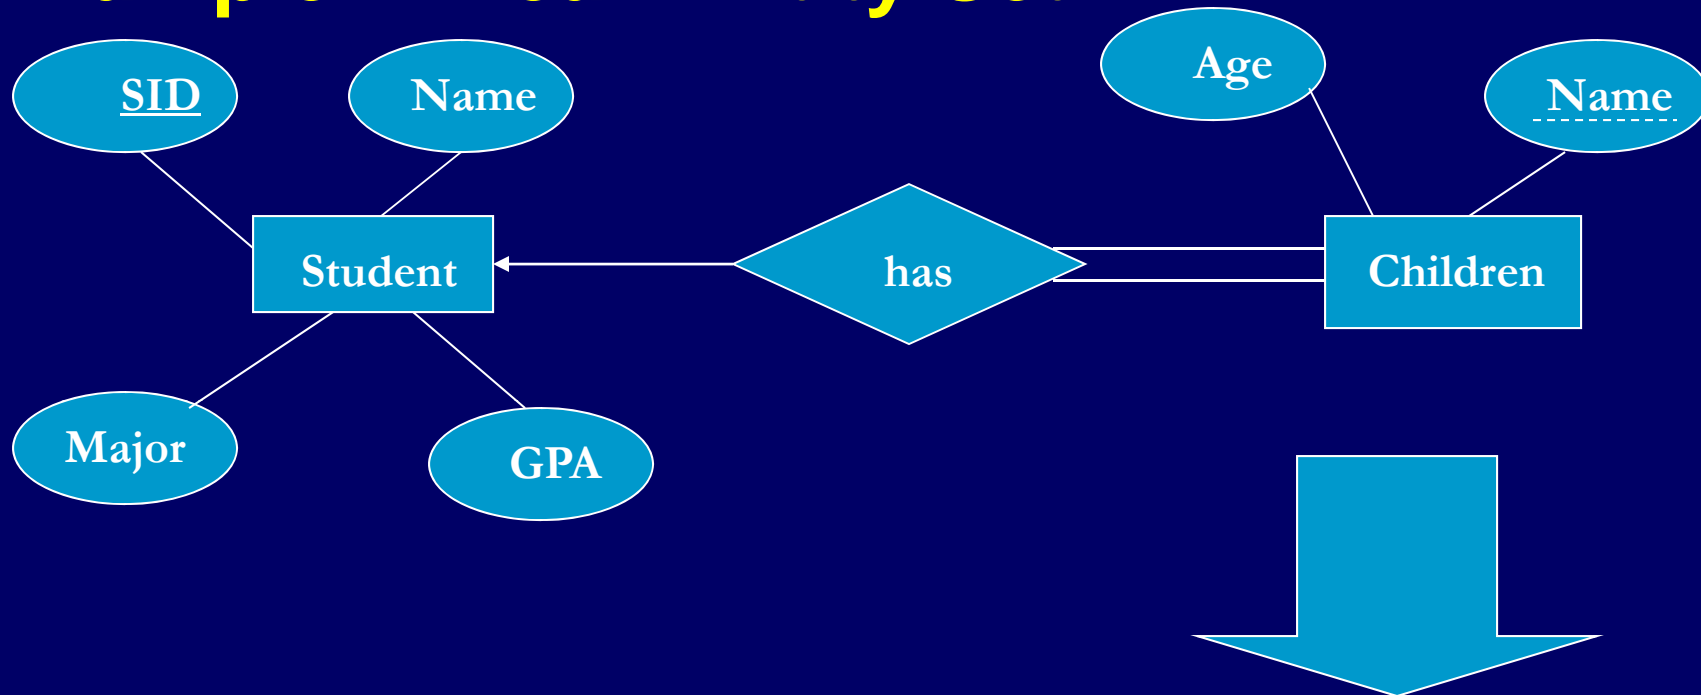 SID
Name
Age
Name
Student
has
Children
Major
GPA